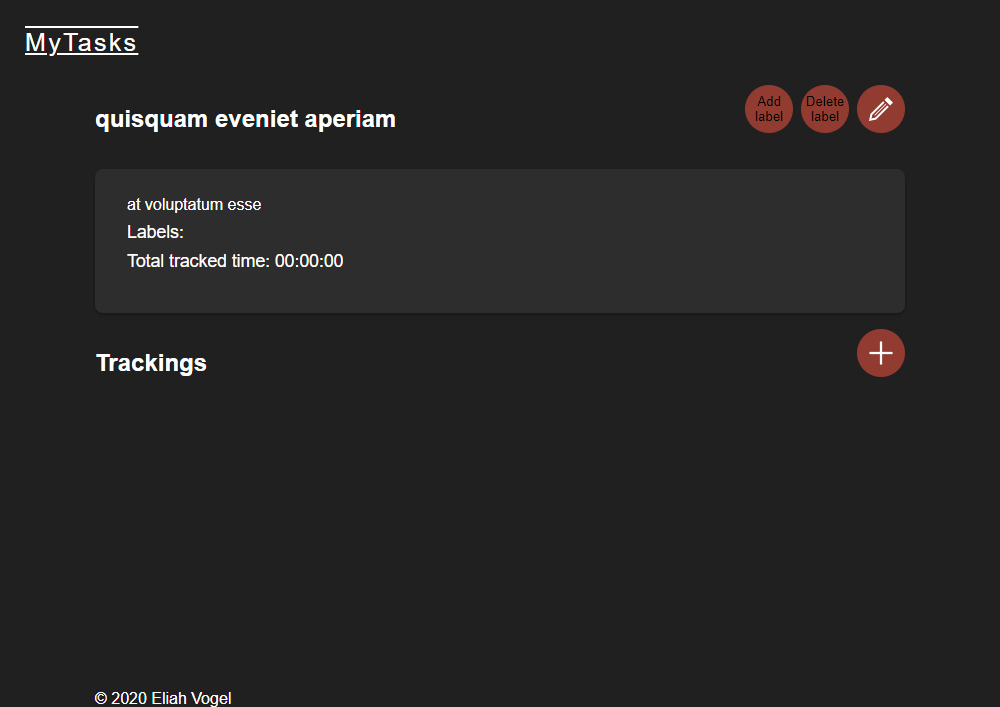 MyTasks
quisquam eveniet aperiam
Add
label
Delete
label
at voluptatum esse
Labels:
Total tracked time: 00:00:00
Trackings
© 2020 Eliah Vogel